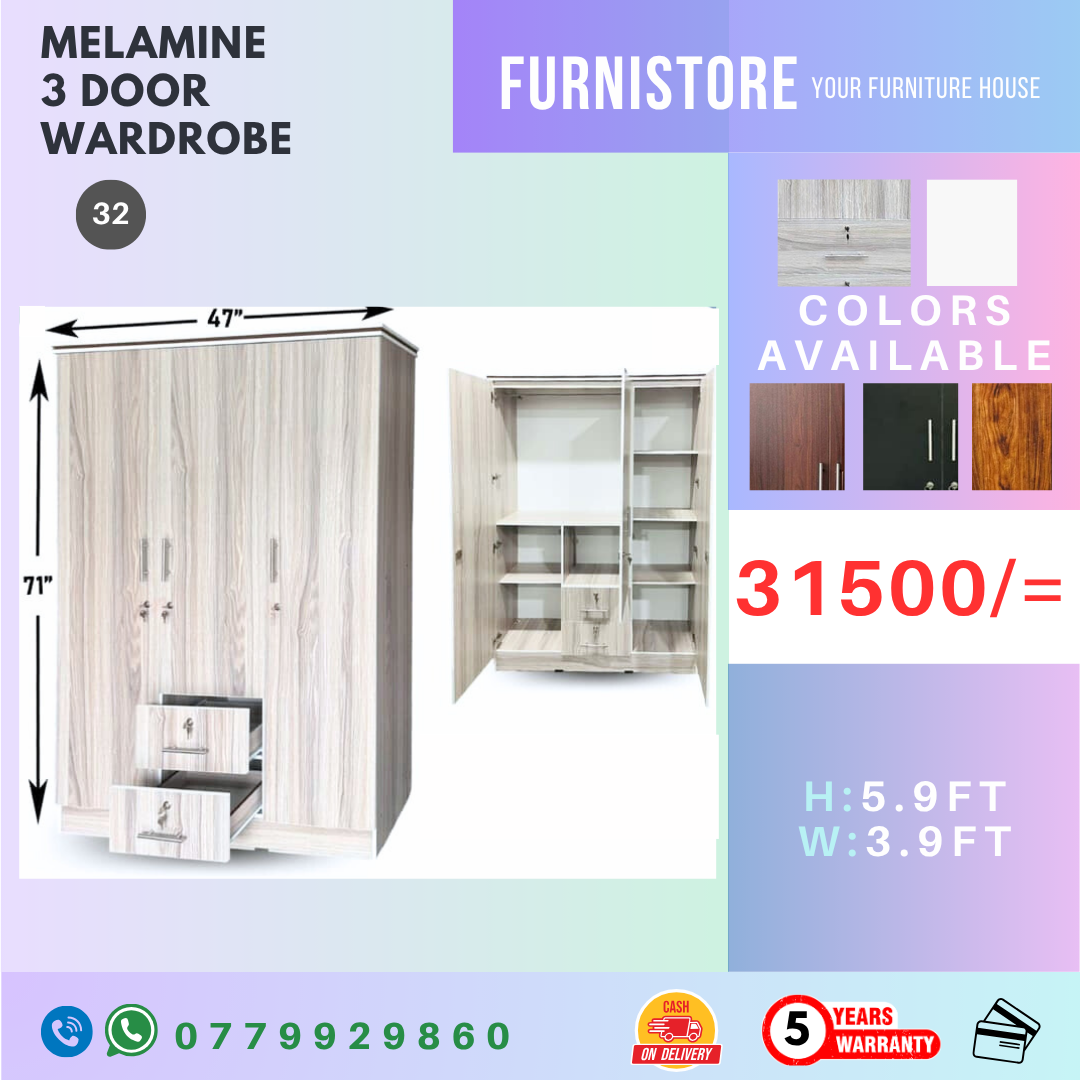 MELAMINE
3 DOOR
WARDROBE
32
FURNISTORE YOUR FURNITURE HOUSE
COLORS
AVAILABLE
47”
71”
31500/=
H:5.9FT
W:3.9FT
0779929860
CASH
ON DELIVERY
5 YEARS
WARRANTY